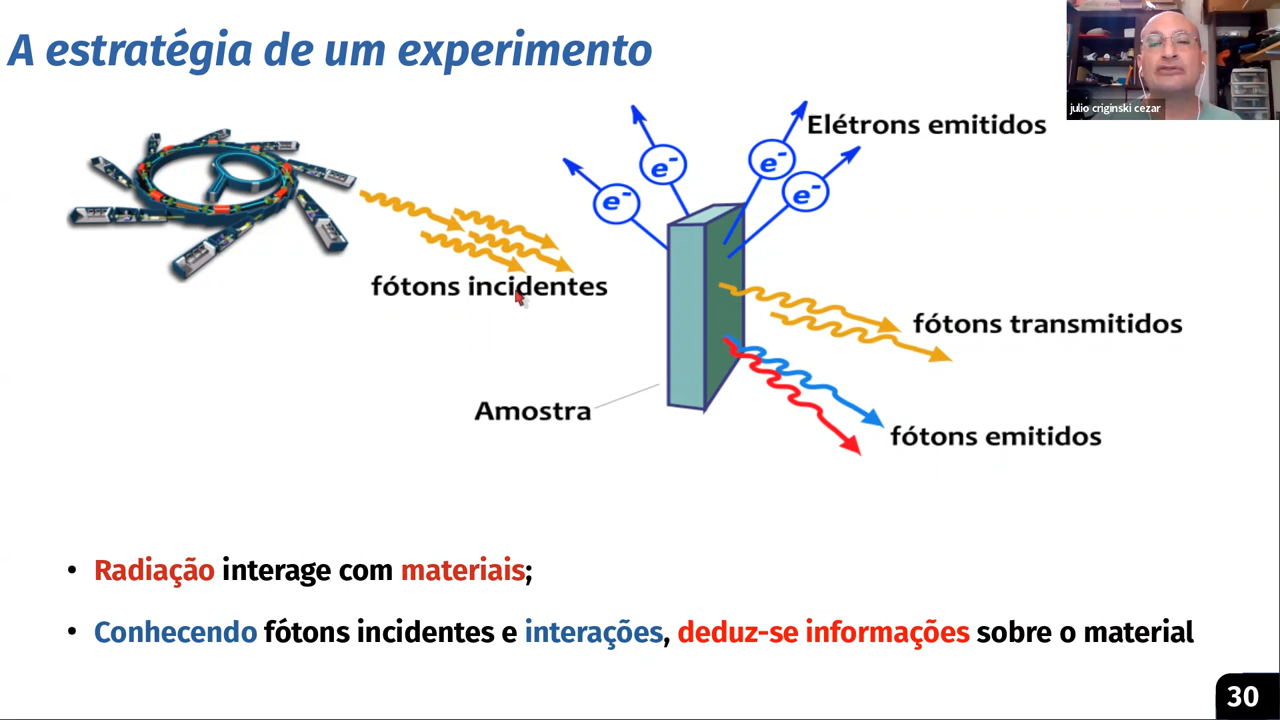 A estratégia de um experimento
julio criginski cezar
Elétrons emitidos
e-
e-
e-
e-
fótons incidentes
fótons transmitidos
Amostra
fótons emitidos
• Radiação interage com materiais;
• Conhecendo fótons incidentes e interações, deduz-se informações sobre o material
30